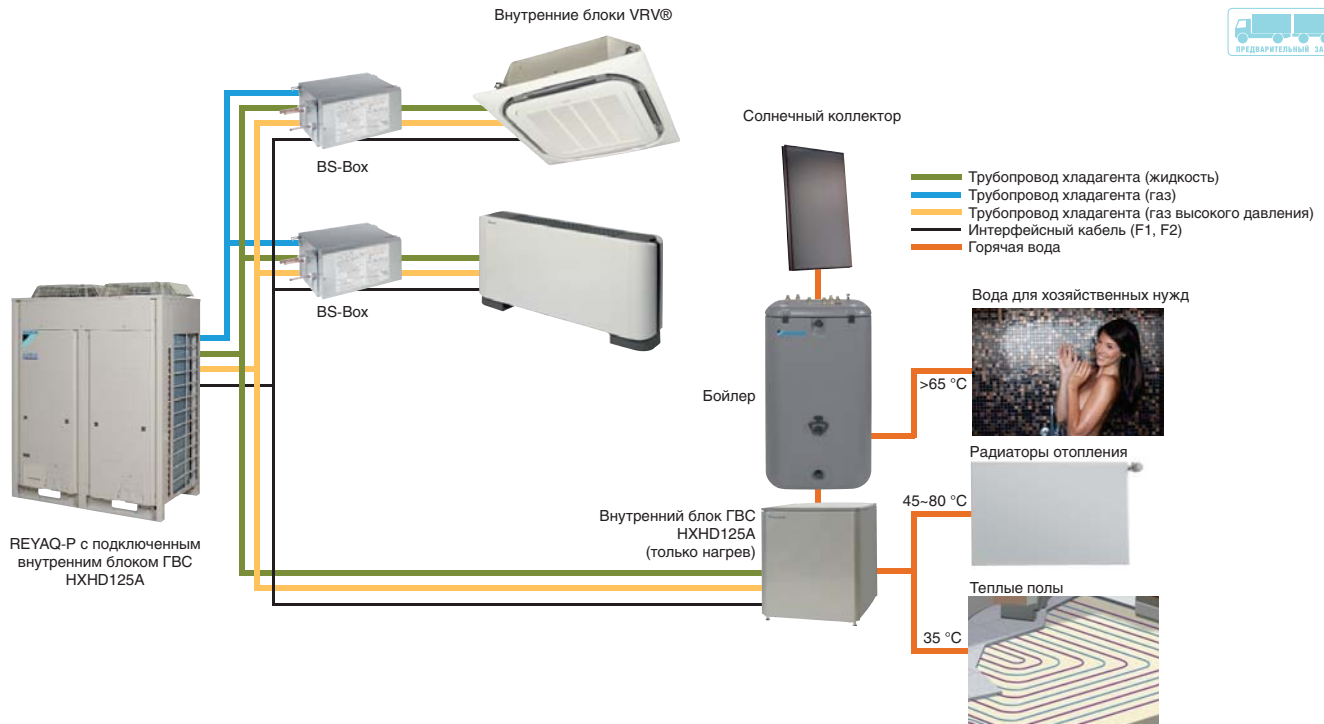 Внутренние блоки VRV®
ПРЕДВАРИТЕЛЬНЫЙ
BS-Box
BS-Box
REYAQ-P с подключенным
внутренним блоком ГВС
HXHD125A
Солнечный коллектор
Бойлер
Внутренний блок ГВС
HXHD125A
(только нагрев)
Трубопровод хладагента (жидкость)
Трубопровод хладагента (газ)
Трубопровод хладагента (газ высокого давления)
Интерфейсный кабель (F1, F2)
Горячая вода
Вода для хозяйственных нужд
>65 °C
Радиаторы отопления
45~80 °C
Теплые полы
35 °C